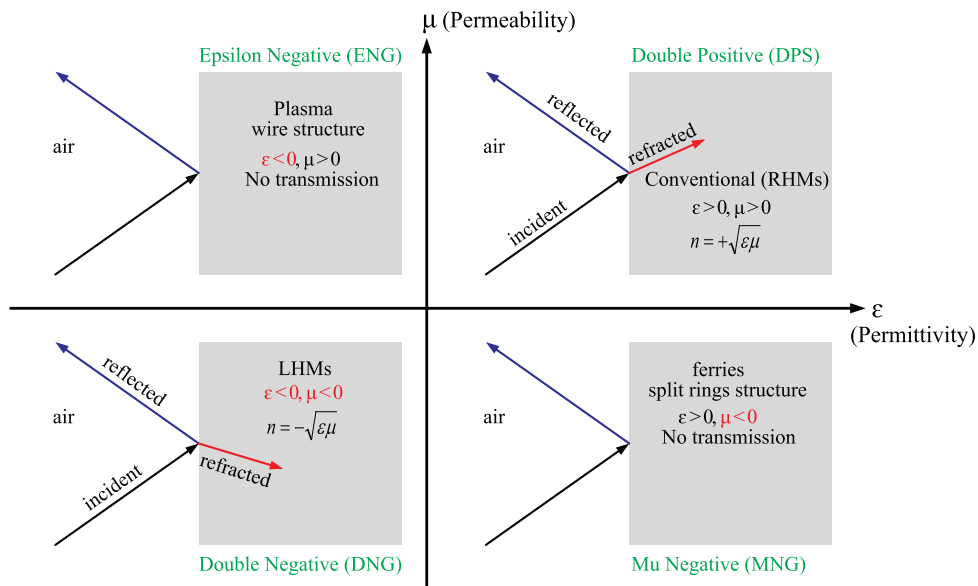 μ (Permeability)
Epsilon Negative (ENG)
Plasma
wire structure
ε<0, μ>0
No transmission
air
Double Positive (DPS)
reflected
refracted
air
Conventional (RHMs)
ε>0, μ>0
n=+√εμ
incident
ε
(Permittivity)
LHMs
ε<0, μ<0
n=−√εμ
reflected
air
refracted
incident
Double Negative (DNG)
ferries
split rings structure
ε>0, μ<0
No transmission
air
Mu Negative (MNG)